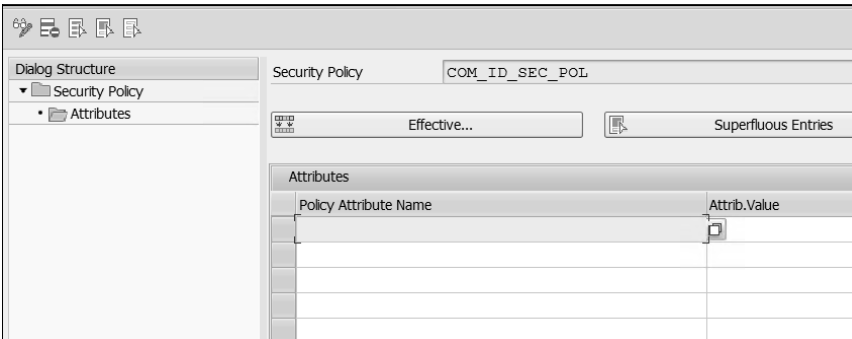 Dialog Structure
Security Policy
Attributes
Security Policy COM_ID_SEC_POL
Effective... Superfluous Entries
Attributes
Policy Attribute Name Attrib.Value